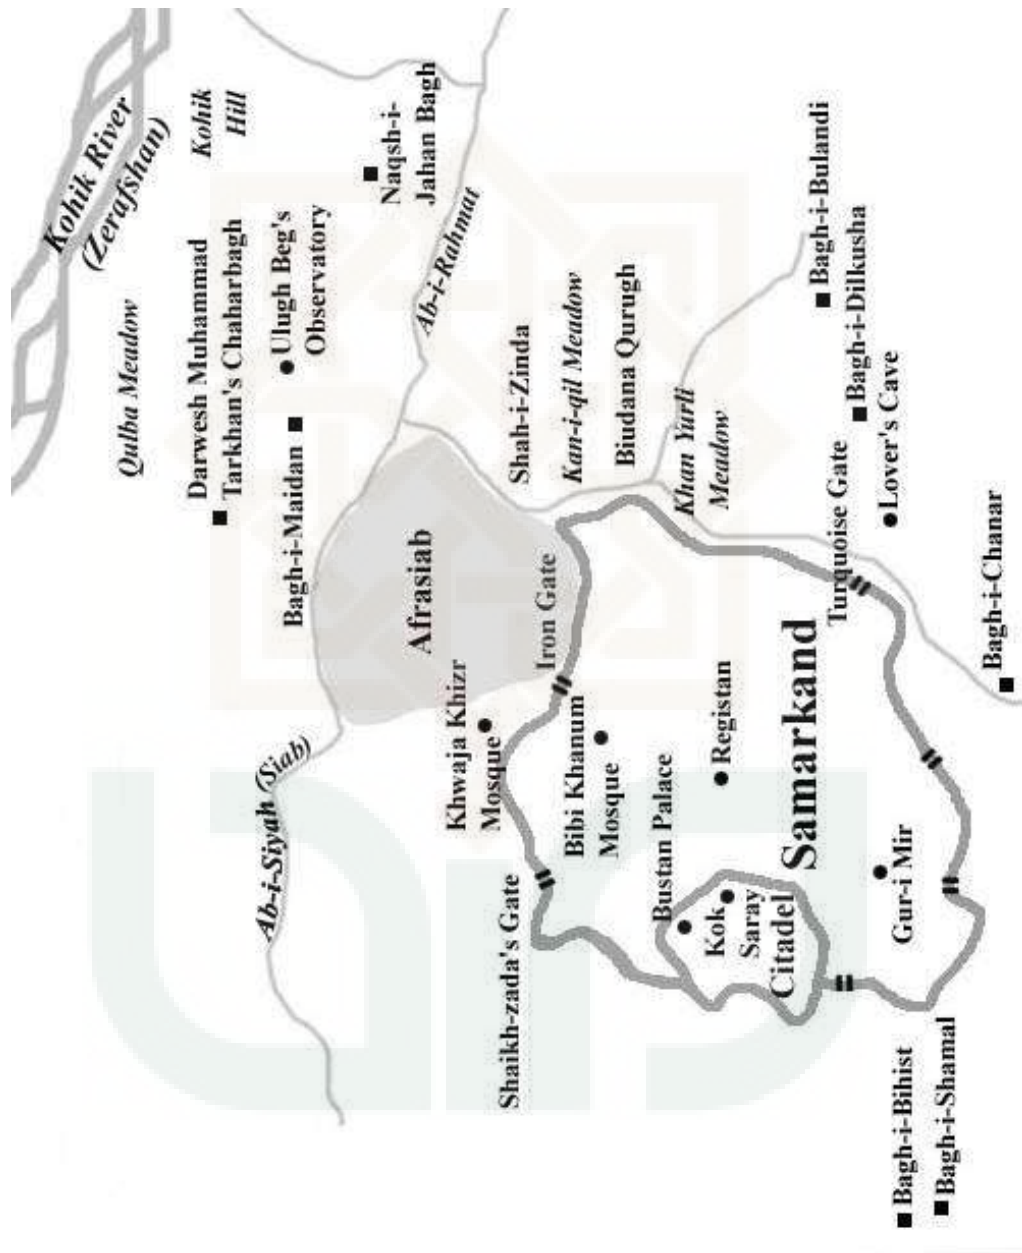 Kohik River
(Zerafshan)
Qulba Meadow
Kohik
Hill
Darwesh Muhammad
Tarkhan's Chaharbagh
Ulugh Beg's
Observatory
Bagh-i-Maidan
Naqsh-i-
Jahan Bagh
Ab-i-Rahmat
Ab-i-Siyah (Siab)
Afrasiab
Shah-i-Zinda
Kan-i-qil Meadow
Biudana Qurugh
Khan Yurli
Meadow
Khwaja Khizr
Mosque
Iron Gate
Shaikh-zada's Gate
Bibi Khanum
Mosque
Bustan Palace
Registan
Kok
Saray
Citadel
Samarkand
Gur-i Mir
Turquoise Gate
Bagh-i-Bulandi
Bagh-i-Dilkusha
Lover's Cave
Bagh-i-Chanar
Bagh-i-Bihist
Bagh-i-Shamal